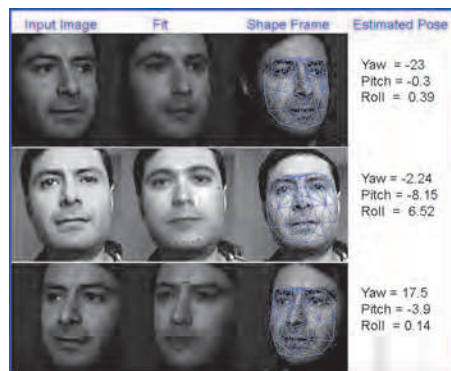 Input Image Fit Shape Frame Estimated Pose
Yaw = -23
Pitch = -0.3
Roll = 0.39
Yaw = -2.24
Pitch = -8.15
Roll = 6.52
Yaw = 17.5
Pitch = -3.9
Roll = 0.14